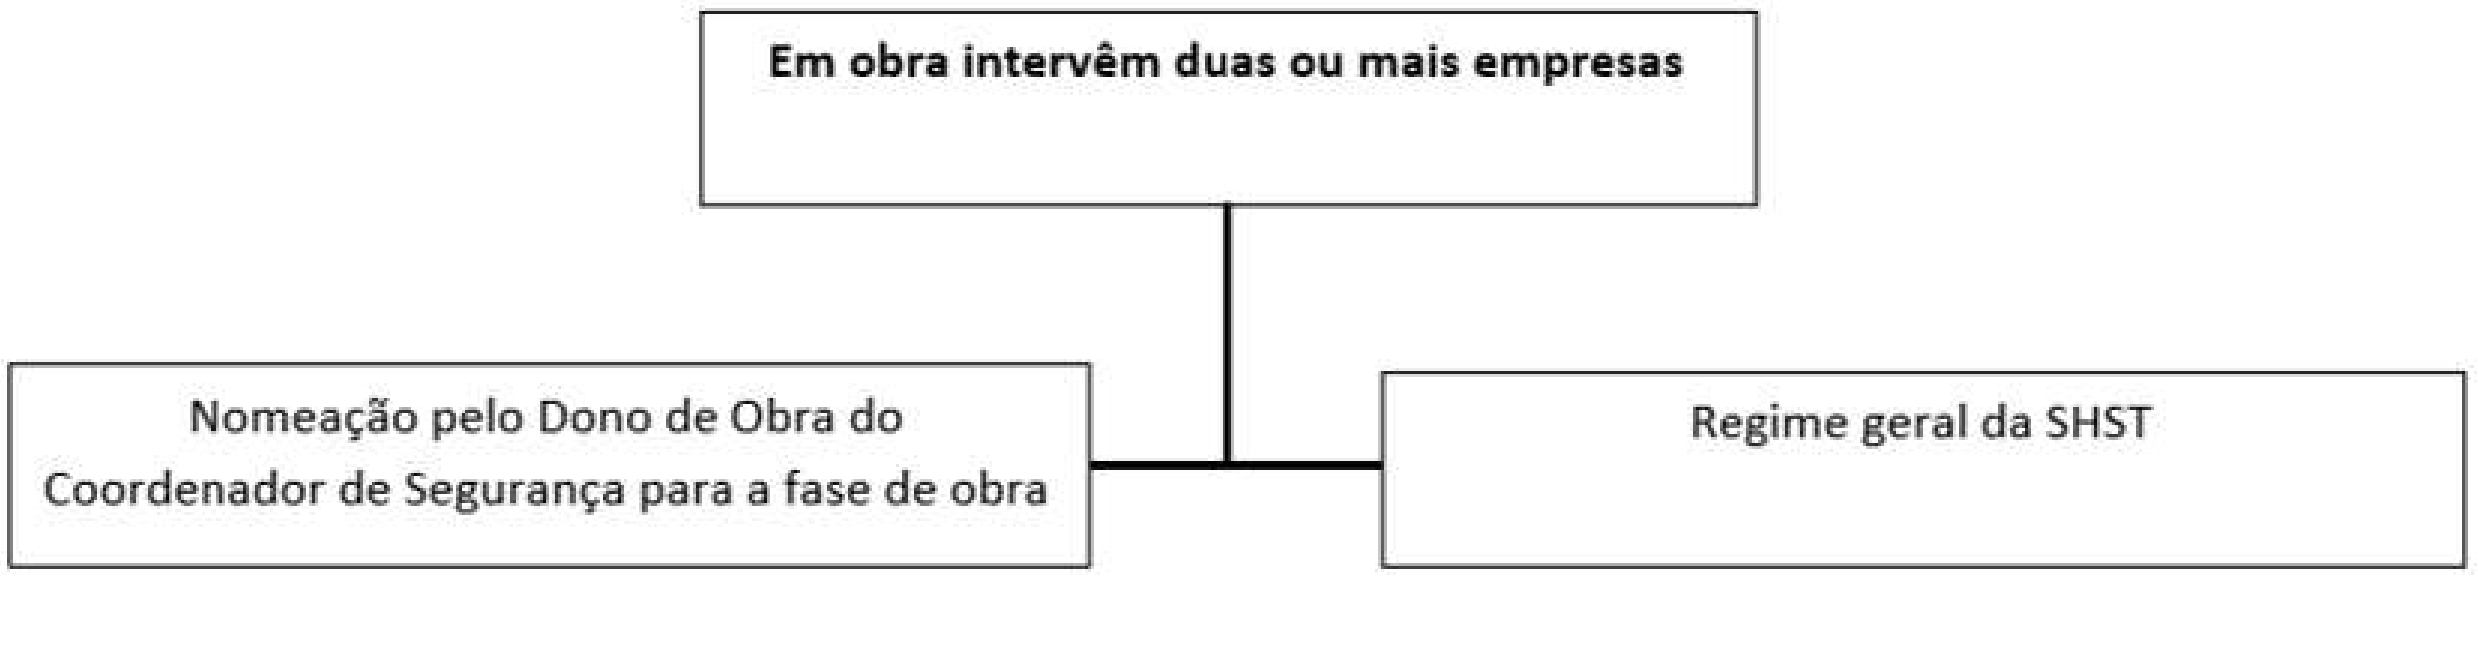 Em obra intervêm duas ou mais empresas
Nomeação pelo Dono de Obra do
Coordenador de Segurança para a fase de obra
Regime geral da SHST